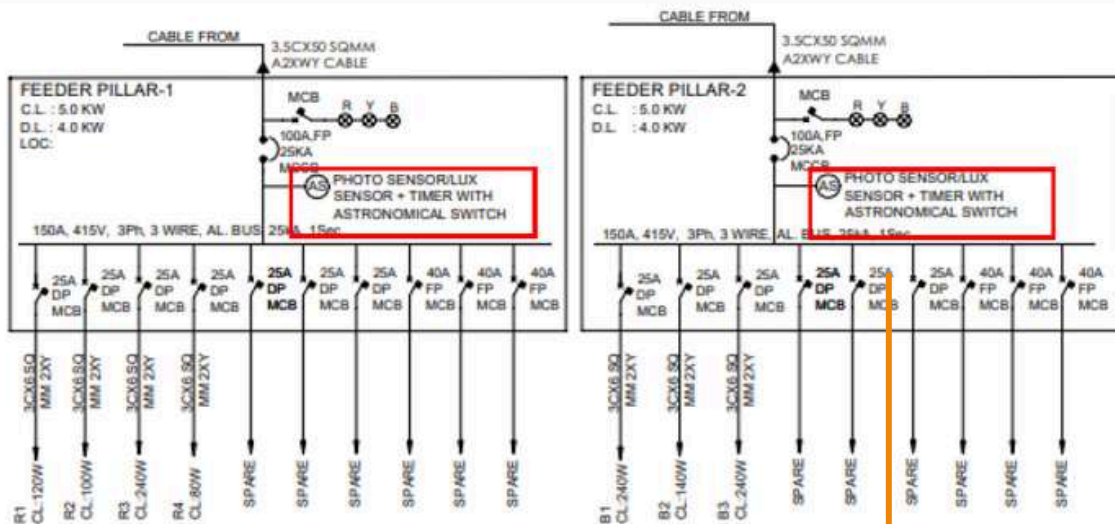 CABLE FROM
3.5CX50 SQMM
A2XWY CABLE
FEEDER PILLAR-1
C.L. : 5.0 KW
D.L. : 4.0 KW
LOC:
MCB
R Y B
100A,FP
25KA
MCCB
AS
PHOTO SENSOR/LUX
SENSOR + TIMER WITH
ASTRONOMICAL SWITCH
150A, 415V, 3Ph, 3 WIRE, AL. BUS, 25kA, 1Sec.
25A DP MCB
25A DP MCB
25A DP MCB
25A DP MCB
25A DP MCB
25A DP MCB
25A DP MCB
40A FP MCB
40A FP MCB
40A FP MCB
3CX6 SQ
MM 2XY
3CX6 SQ
MM 2XY
3CX6 SQ
MM 2XY
3CX6 SQ
MM 2XY
R1
CL:120W
R2
CL:100W
R3
CL:240W
R4
CL:80W
SPARE
SPARE
SPARE
SPARE
SPARE
SPARE
CABLE FROM
3.5CX50 SQMM
A2XWY CABLE
FEEDER PILLAR-2
C.L. : 5.0 KW
D.L. : 4.0 KW
MCB
R Y B
100A,FP
25KA
MCCB
AS
PHOTO SENSOR/LUX
SENSOR + TIMER WITH
ASTRONOMICAL SWITCH
150A, 415V, 3Ph, 3 WIRE, AL. BUS, 25kA, 1Sec
25A DP MCB
25A DP MCB
25A DP MCB
25A DP MCB
25A DP MCB
25A DP MCB
40A FP MCB
40A FP MCB
40A FP MCB
3CX6 SQ
MM 2XY
3CX6 SQ
MM 2XY
3CX6 SQ
MM 2XY
B1
CL:240W
B2
CL:140W
B3
CL:240W
SPARE
SPARE
SPARE
SPARE
SPARE
SPARE